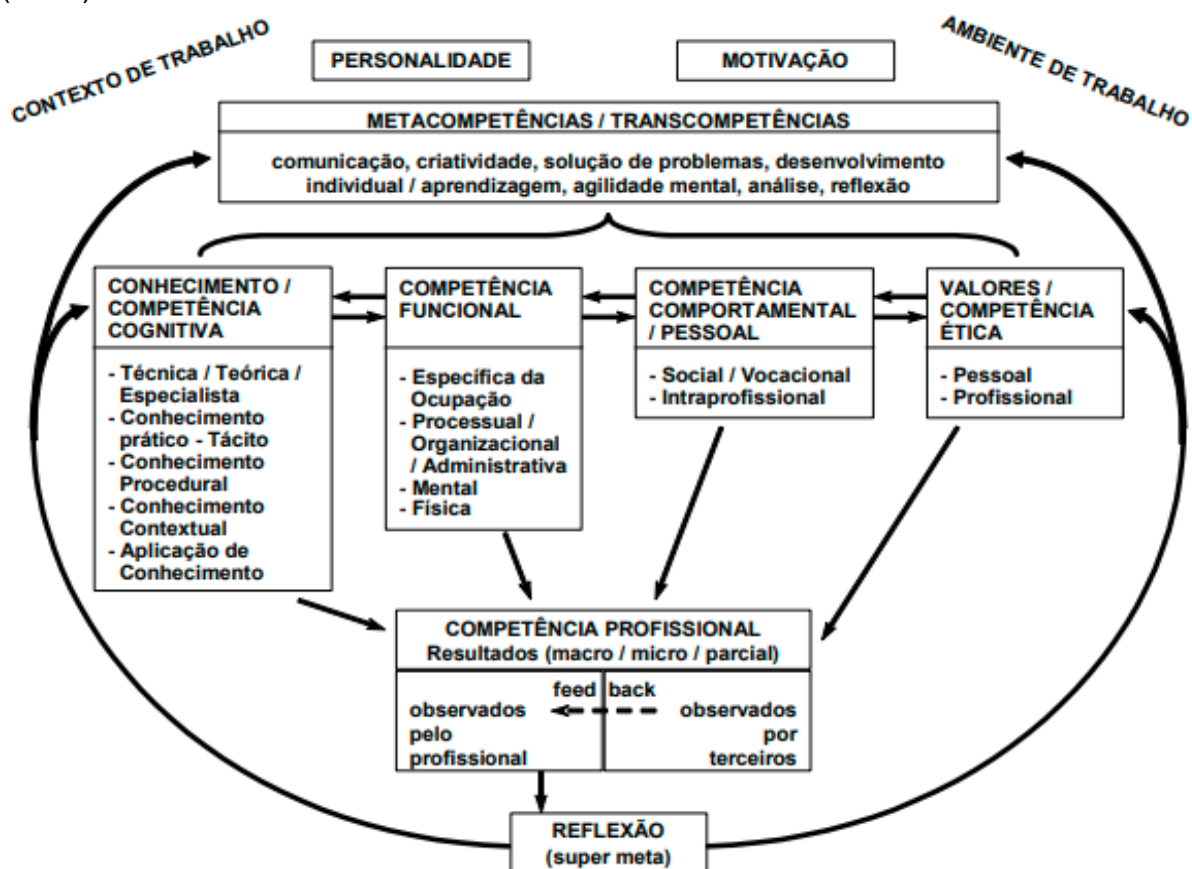 CONTEXTO DE TRABALHO
PERSONALIDADE
MOTIVAÇÃO
AMBIENTE DE TRABALHO
METACOMPETÊNCIAS / TRANSCOMPETÊNCIAS
comunicação, criatividade, solução de problemas, desenvolvimento
individual / aprendizagem, agilidade mental, análise, reflexão
CONHECIMENTO /
COMPETÊNCIA
COGNITIVA
- Técnica / Teórica /
Especialista
- Conhecimento
prático - Tácito
- Conhecimento
Procedural
- Conhecimento
Contextual
- Aplicação de
Conhecimento
COMPETÊNCIA
FUNCIONAL
- Específica da
Ocupação
- Processual /
Organizacional
/ Administrativa
- Mental
- Física
COMPETÊNCIA
COMPORTAMENTAL
/ PESSOAL
- Social / Vocacional
- Intraprofissional
VALORES /
COMPETÊNCIA
ÉTICA
- Pessoal
- Profissional
COMPETÊNCIA PROFISSIONAL
Resultados (macro / micro / parcial)
feed back
observados
pelo
profissional
observados
por
terceiros
REFLEXÃO
(super meta)